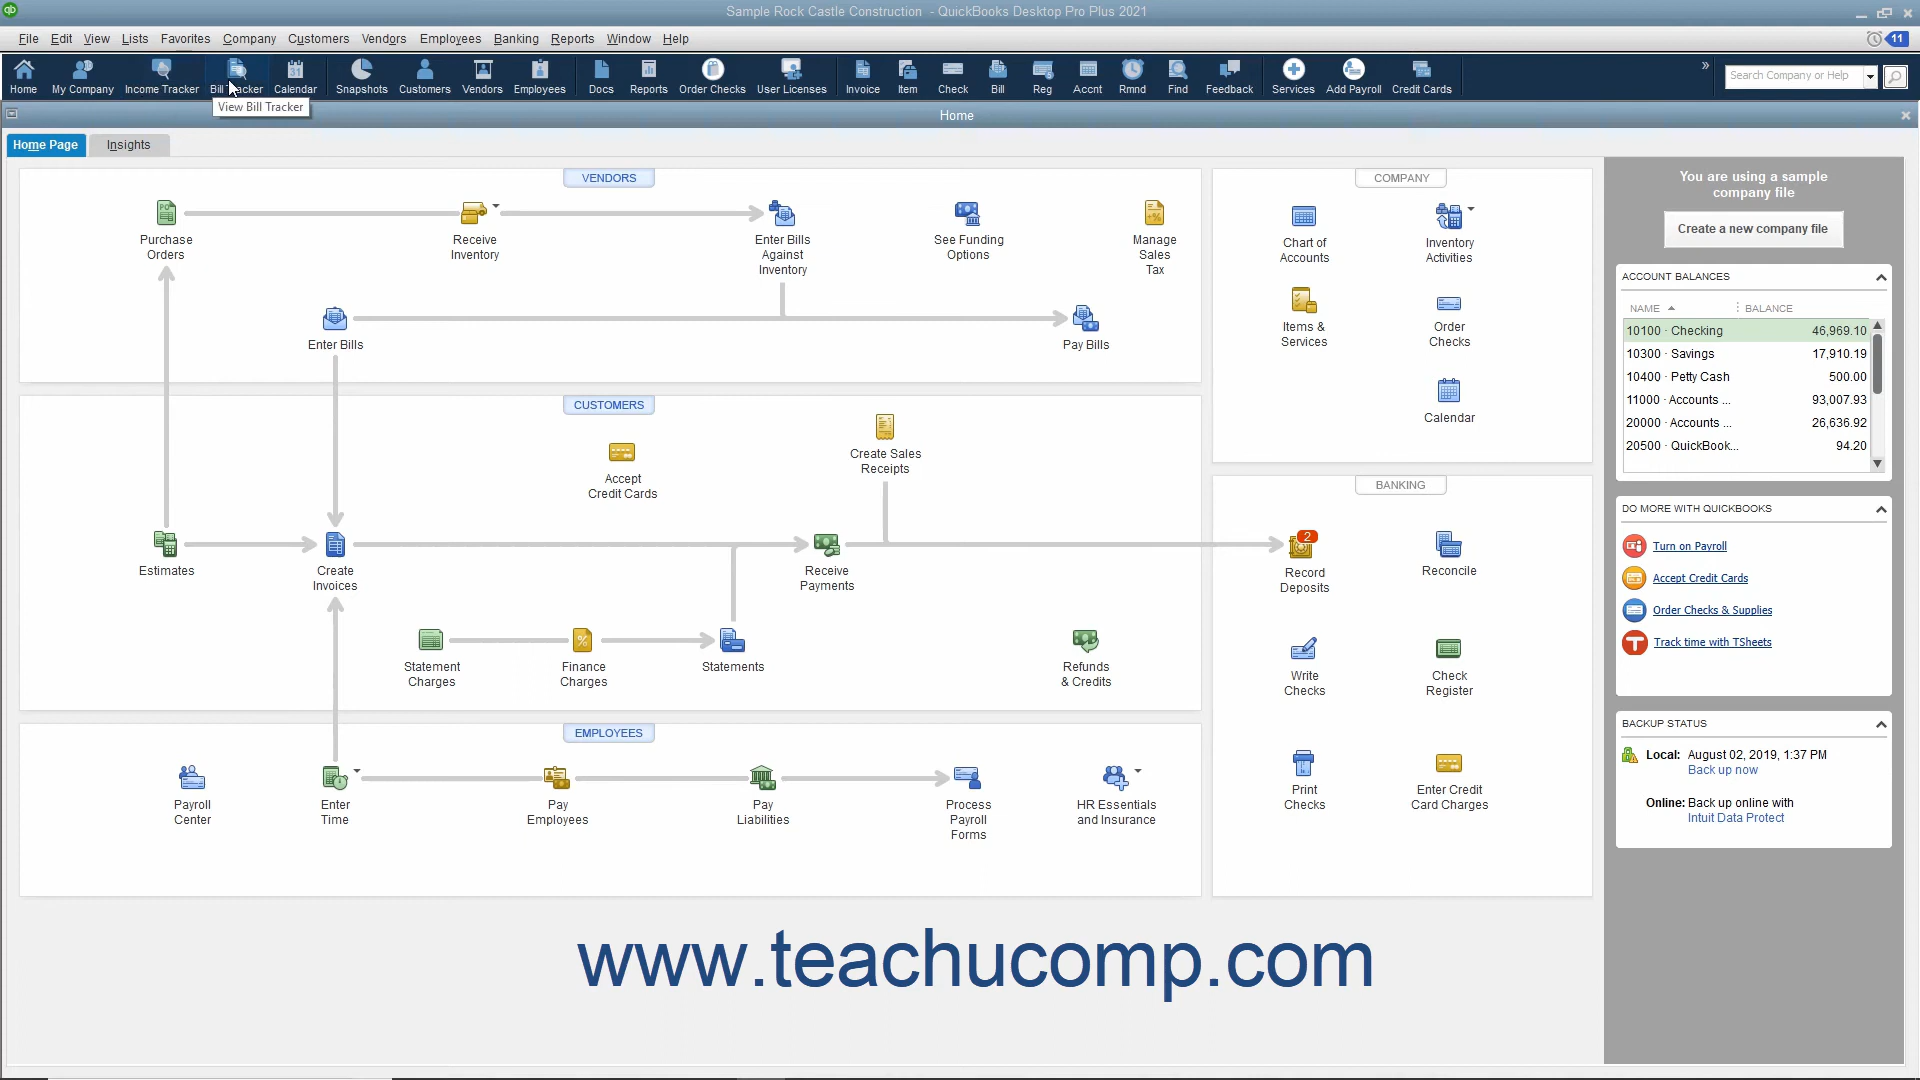 Sample Rock Castle Construction - QuickBooks Desktop Pro Plus 2021
File Edit View Lists Favorites Company Customers Vendors Employees Banking Reports Window Help
11
Home My Company Income Tracker Bill Tracker Calendar Snapshots Customers Vendors Employees Docs Reports Order Checks User Licenses Invoice Item Check Bill Reg Accnt Rmnd Find Feedback Services Add Payroll Credit Cards
Search Company or Help
View Bill Tracker
Home
Home Page
Insights
VENDORS
Purchase
Orders
Receive
Inventory
Enter Bills
Against
Inventory
See Funding
Options
Manage
Sales
Tax
Enter Bills
Pay Bills
CUSTOMERS
Accept
Credit Cards
Create Sales
Receipts
Estimates
Create
Invoices
Receive
Payments
Statement
Charges
Finance
Charges
Statements
Refunds
& Credits
EMPLOYEES
Payroll
Center
Enter
Time
Pay
Employees
Pay
Liabilities
Process
Payroll
Forms
HR Essentials
and Insurance
COMPANY
Chart of
Accounts
Inventory
Activities
Items &
Services
Order
Checks
Calendar
BANKING
2
Record
Deposits
Reconcile
Write
Checks
Check
Register
Print
Checks
Enter Credit
Card Charges
You are using a sample
company file
Create a new company file
ACCOUNT BALANCES
NAME BALANCE
10100 · Checking 46,969.10
10300 · Savings 17,910.19
10400 · Petty Cash 500.00
11000 · Accounts ... 93,007.93
20000 · Accounts ... 26,636.92
20500 · QuickBook... 94.20
DO MORE WITH QUICKBOOKS
Turn on Payroll
Accept Credit Cards
Order Checks & Supplies
Track time with TSheets
BACKUP STATUS
Local: August 02, 2019, 1:37 PM
Back up now
Online: Back up online with
Intuit Data Protect
www.teachucomp.com